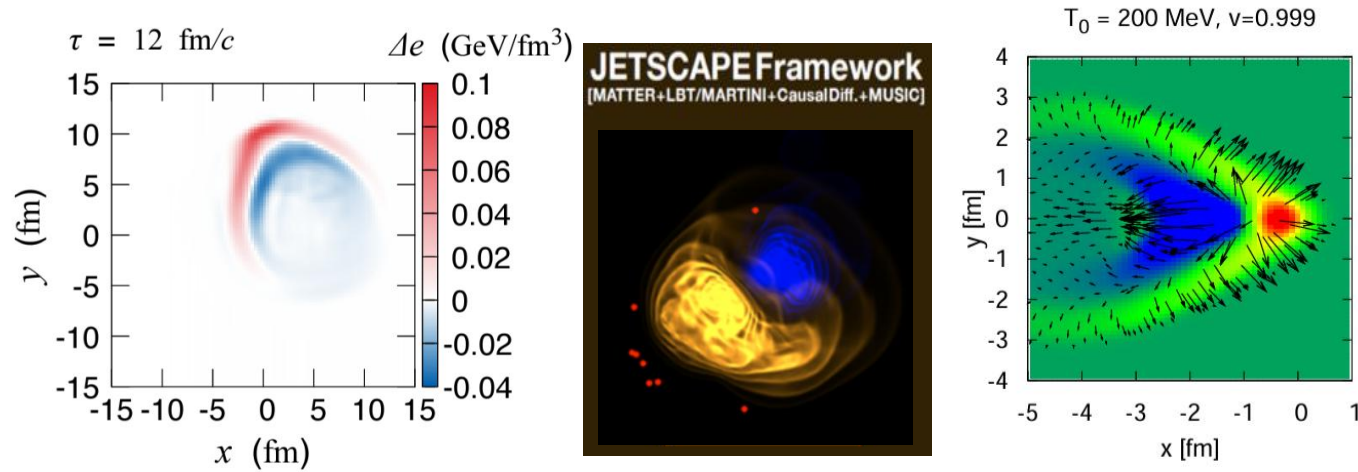 τ = 12 fm/c
Δe (GeV/fm³)
15
10
5
0
-5
-10
-15
y (fm)
-15 -10 -5 0 5 10 15
x (fm)
0.1
0.08
0.06
0.04
0.02
0
-0.02
-0.04
JETSCAPE Framework
[MATTER+LBT/MARTINI+CausalDiff.+MUSIC]
T₀ = 200 MeV, v=0.999
4
3
2
1
0
-1
-2
-3
-4
y [fm]
-5 -4 -3 -2 -1 0 1
x [fm]